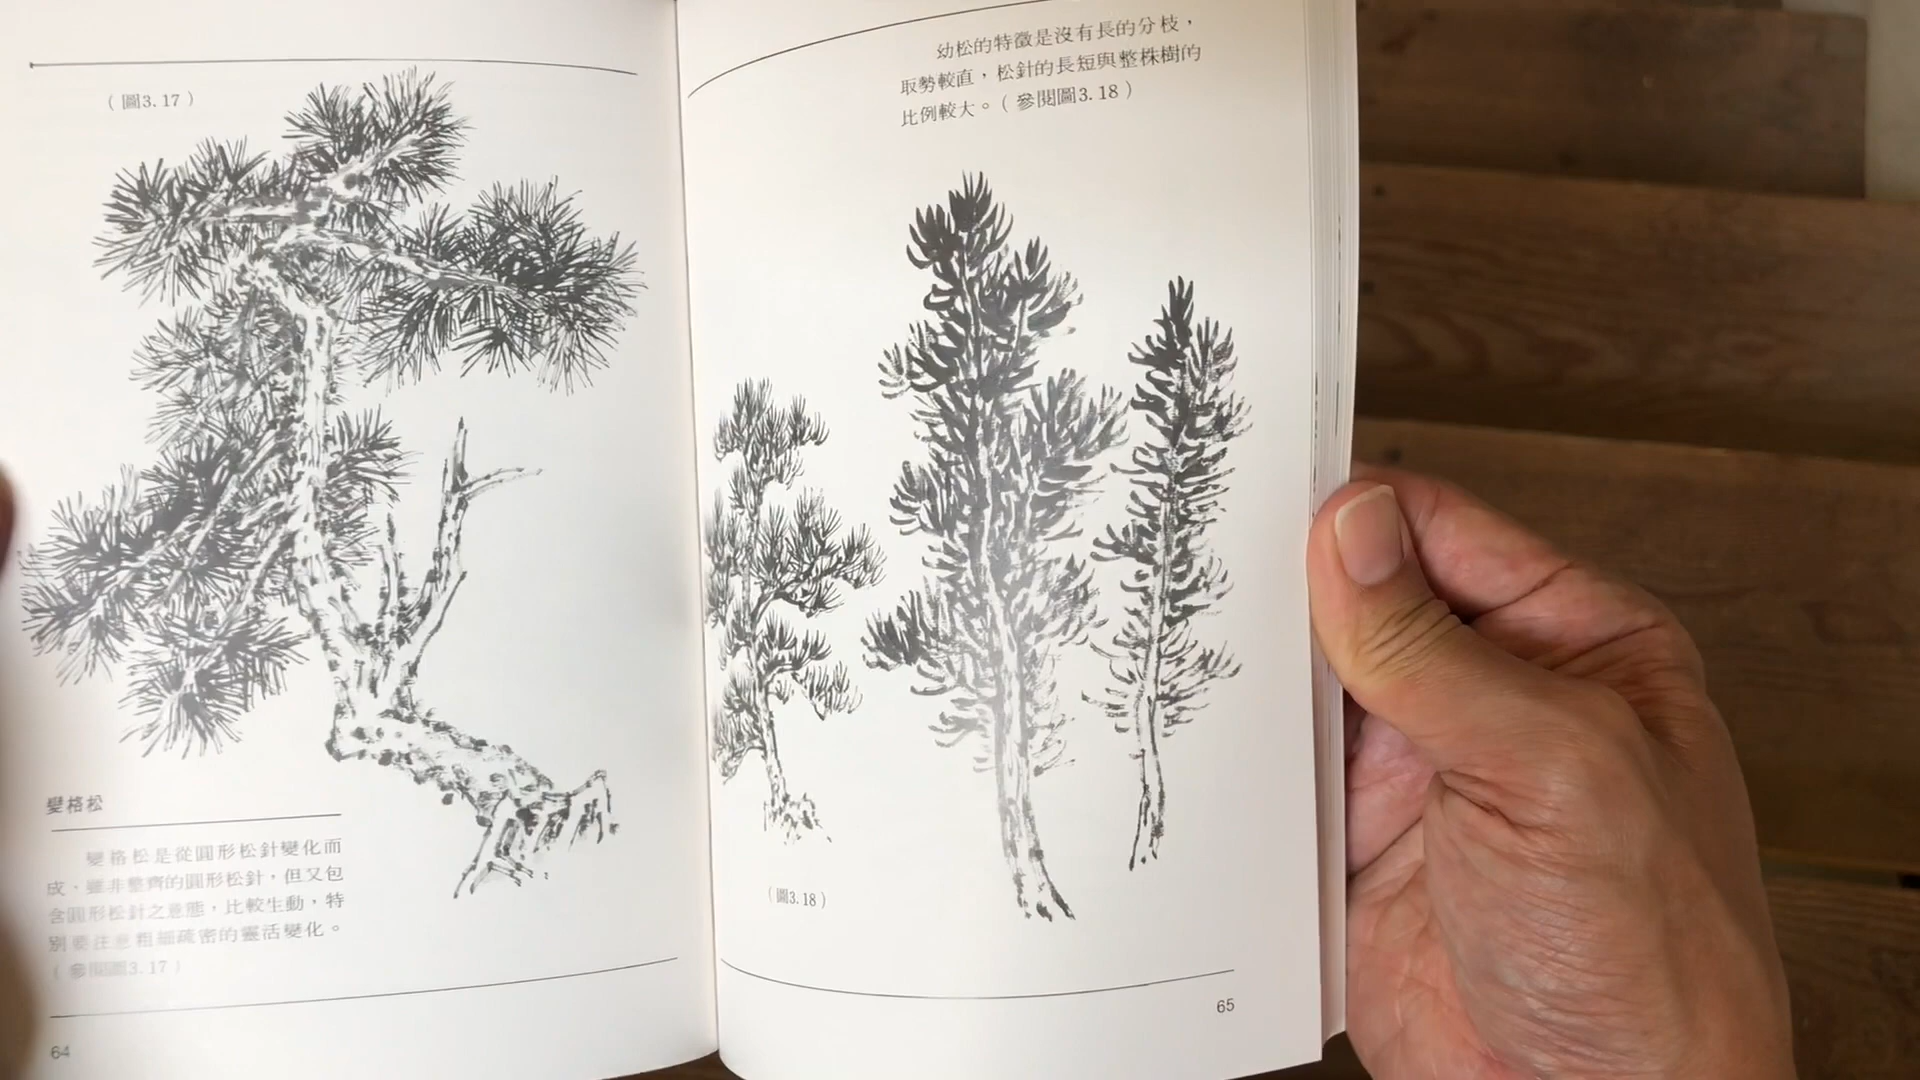 （圖3.17）
變格松
變格松是從圓形松針變化而
成，雖非整齊的圓形松針，但又包
含圓形松針之意態，比較生動，特
別要注意粗細疏密的靈活變化。
（參閱圖3.17）
64
幼松的特徵是沒有長的分枝，
取勢較直，松針的長短與整株樹的
比例較大。（參閱圖3.18）
（圖3.18）
65